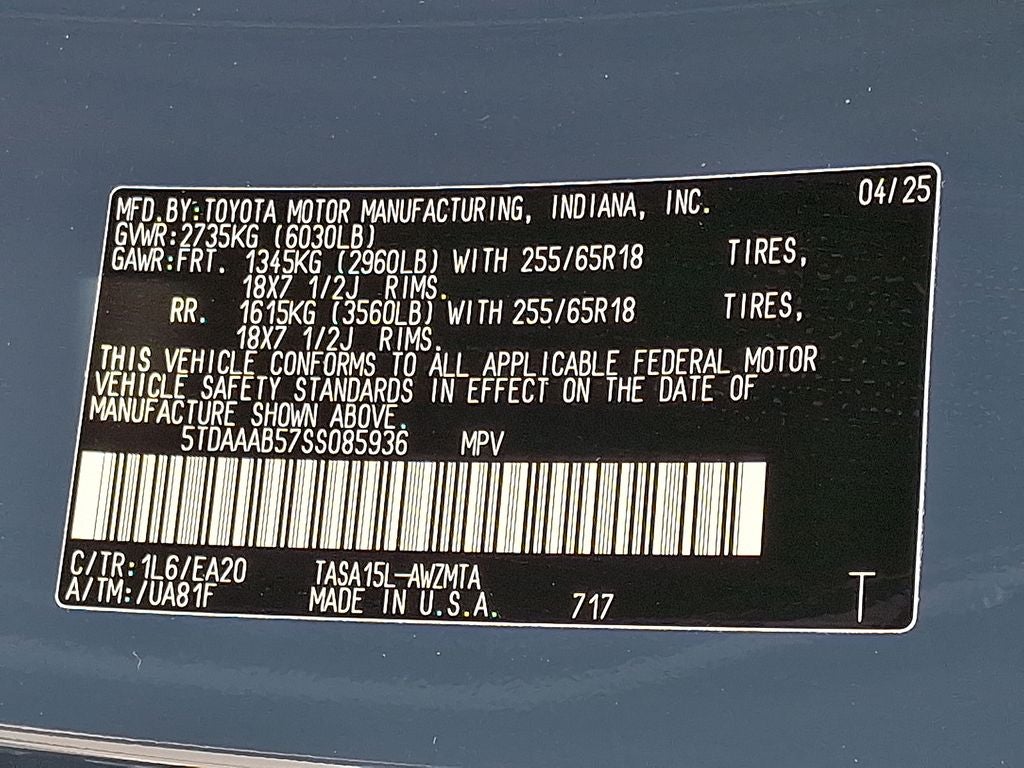 04/25
MFD.BY:TOYOTA MOTOR MANUFACTURING, INDIANA, INC.
GVWR:2735KG (6030LB)
GAWR:FRT. 1345KG (2960LB) WITH 255/65R18 TIRES,
18X7 1/2J RIMS.
RR. 1615KG (3560LB) WITH 255/65R18 TIRES,
18X7 1/2J RIMS.
THIS VEHICLE CONFORMS TO ALL APPLICABLE FEDERAL MOTOR
VEHICLE SAFETY STANDARDS IN EFFECT ON THE DATE OF
MANUFACTURE SHOWN ABOVE.
5TDAAAB57SS085936 MPV
C/TR:1L6/EA20 TASA15L-AWZMTA
A/TM:/UA81F MADE IN U.S.A. 717 T